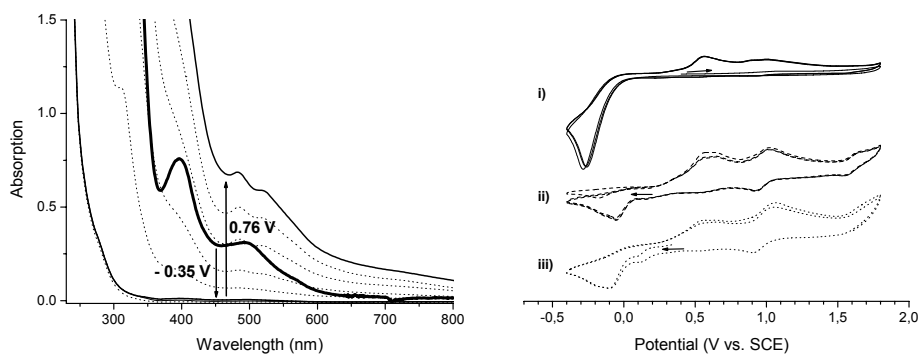 1.5
1.0
0.5
0.0
Absorption
0.76 V
- 0.35 V
300
400
500
600
700
800
Wavelength (nm)
i)
ii)
iii)
-0,5
0,0
0,5
1,0
1,5
2,0
Potential (V vs. SCE)